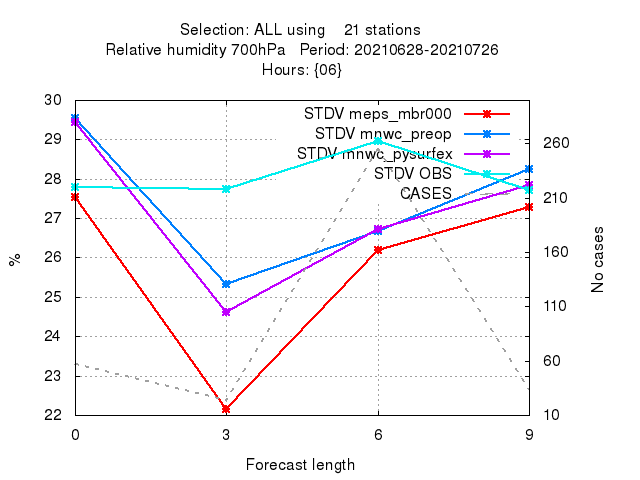 Selection: ALL using 21 stations
Relative humidity 700hPa Period: 20210628-20210726
Hours: {06}
30
29
28
27
26
25
24
23
22
%
STDV meps_mbr000
STDV mnwc_preop
STDV mnwc_pysurfex
STDV OBS
CASES
260
210
160
110
60
10
No cases
0 3 6 9
Forecast length